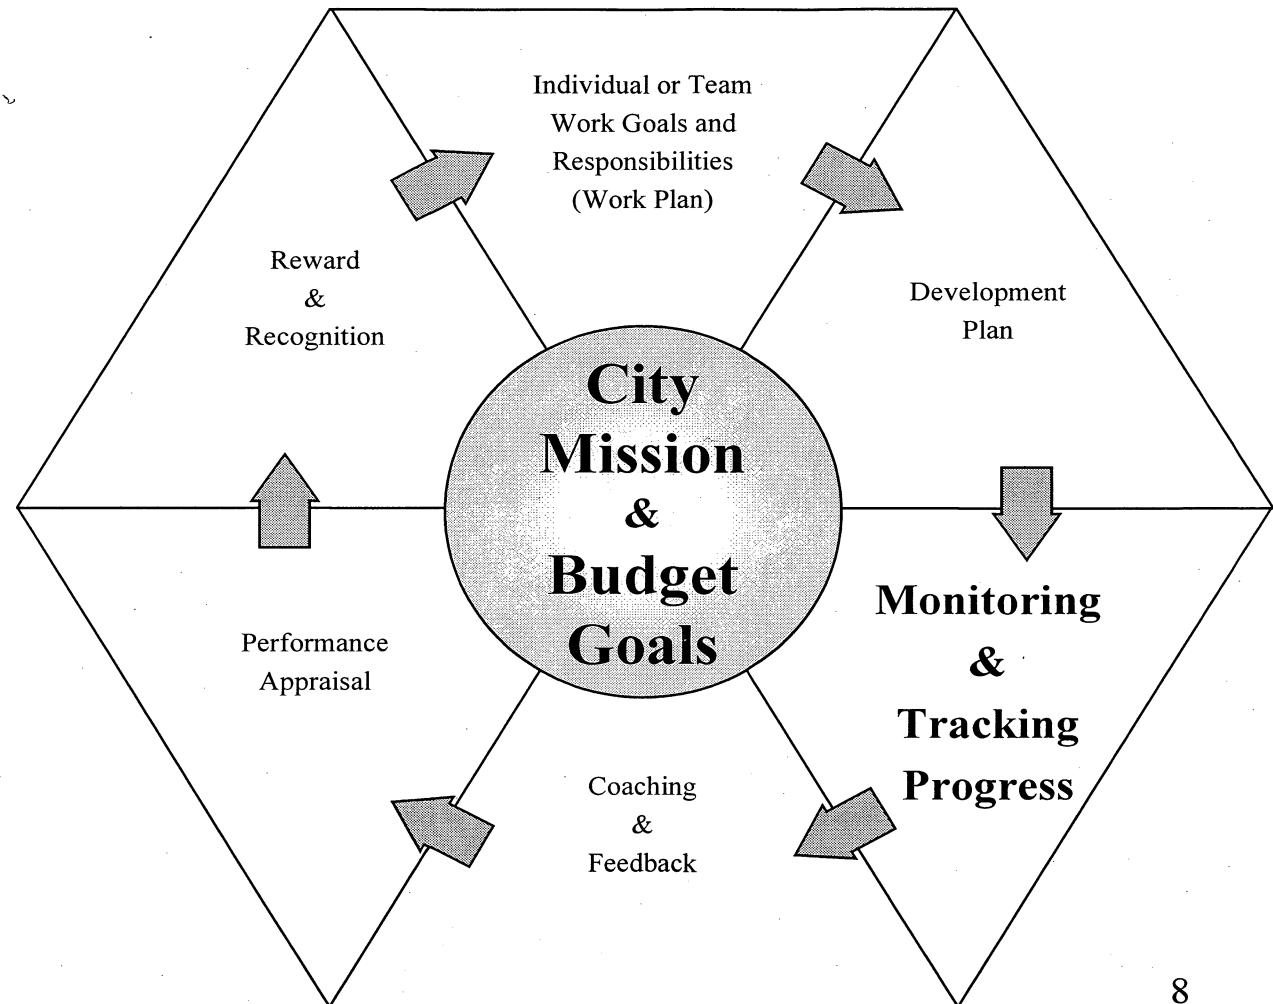 Individual or Team
Work Goals and
Responsibilities
(Work Plan)
Reward
&
Recognition
Development
Plan
City
Mission
&
Budget
Goals
Monitoring
&
Tracking
Progress
Performance
Appraisal
Coaching
&
Feedback
8